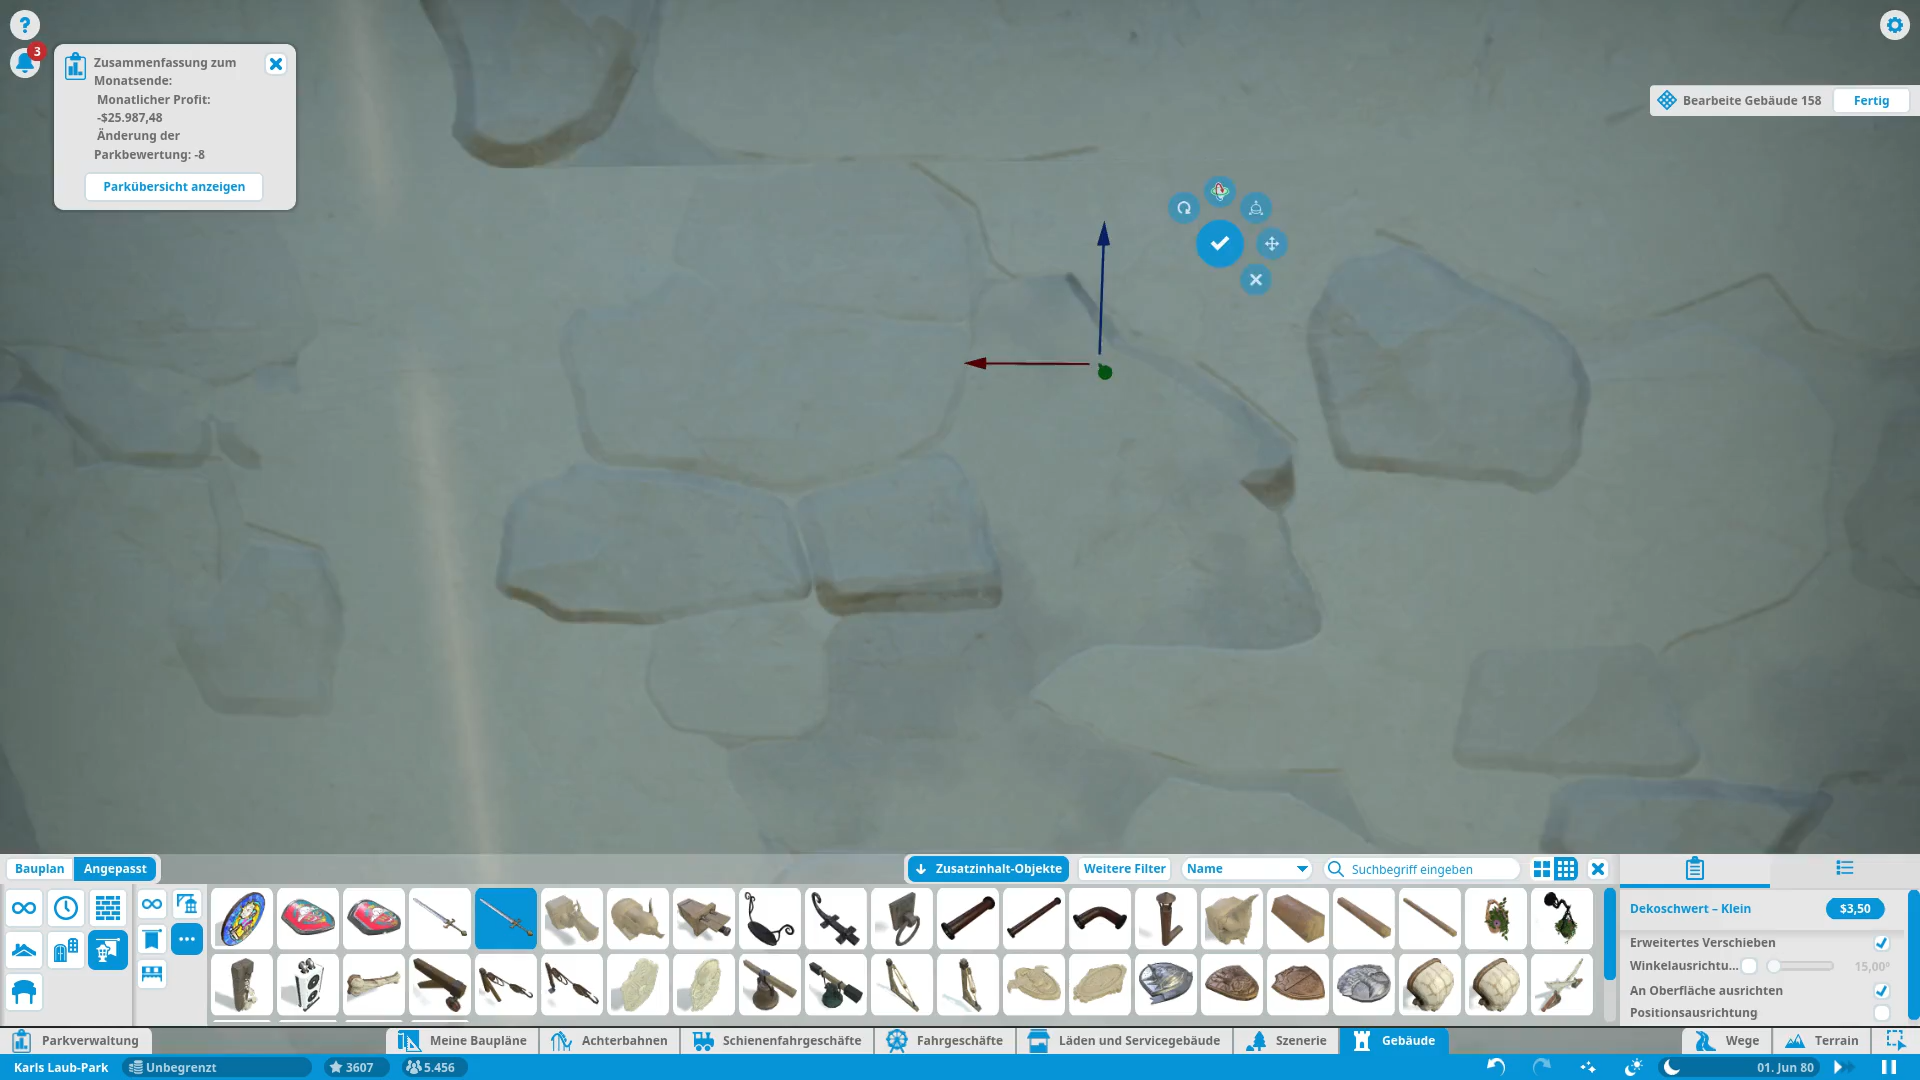 ?
3
Zusammenfassung zum
Monatsende:
Monatlicher Profit:
-$25.987,48
Änderung der
Parkbewertung: -8
Parkübersicht anzeigen
Bearbeite Gebäude 158
Fertig
Bauplan
Angepasst
Zusatzinhalt-Objekte
Weitere Filter
Name
Suchbegriff eingeben
Dekoschwert – Klein
$3,50
Erweitertes Verschieben
Winkelausrichtu...
15,00°
An Oberfläche ausrichten
Positionsausrichtung
Parkverwaltung
Meine Baupläne
Achterbahnen
Schienenfahrgeschäfte
Fahrgeschäfte
Läden und Servicegebäude
Szenerie
Gebäude
Wege
Terrain
Karls Laub-Park
Unbegrenzt
3607
5.456
01. Jun 80